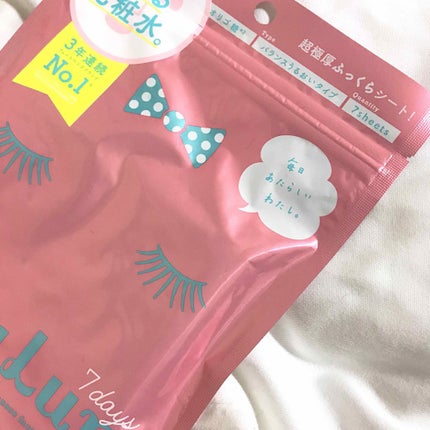 る
化粧水。
3年連続
No.1
オリゴ糖
Type
バランスうるおいタイプ
Quantity
7sheets
超極厚ふっくらシート!
毎日
あたらしい
わたし。
7days